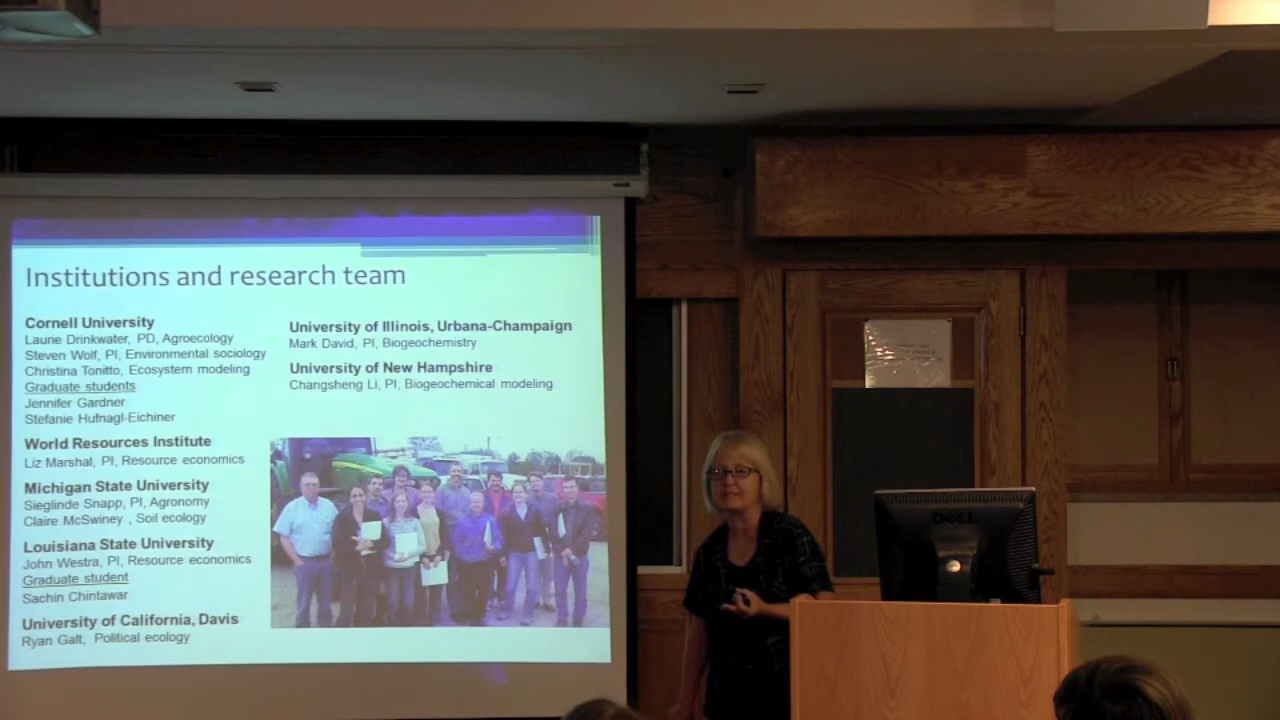 Institutions and research team
Cornell University
Laurie Drinkwater, PD, Agroecology
Steven Wolf, PI, Environmental sociology
Christina Tonitto, Ecosystem modeling
Graduate students
Jennifer Gardner
Stefanie Hufnagl-Eichiner
World Resources Institute
Liz Marshal, PI, Resource economics
Michigan State University
Sieglinde Snapp, PI, Agronomy
Claire McSwiney , Soil ecology
Louisiana State University
John Westra, PI, Resource economics
Graduate student
Sachin Chintawar
University of California, Davis
Ryan Galt, Political ecology
University of Illinois, Urbana-Champaign
Mark David, PI, Biogeochemistry
University of New Hampshire
Changsheng Li, PI, Biogeochemical modeling
DELL